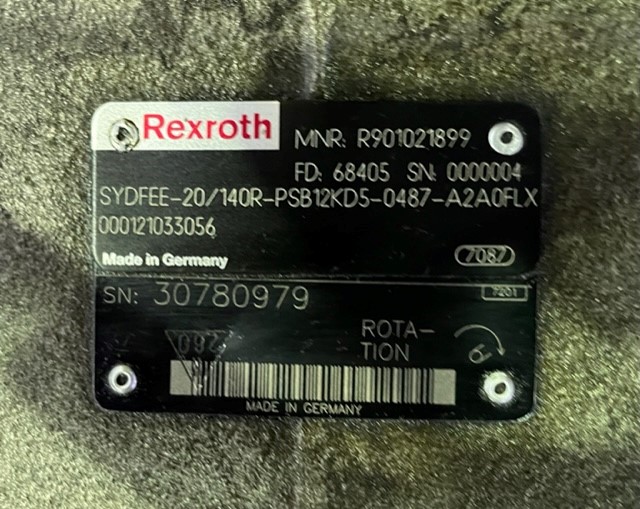 Rexroth
MNR: R901021899
FD: 68405 SN: 0000004
SYDFEE-20/140R-PSB12KD5-0487-A2A0FLX
000121033056
Made in Germany
7087
SN: 30780979
7201
ROTA-
TION
MADE IN GERMANY